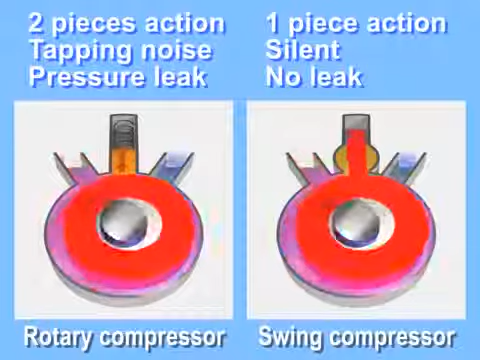 2 pieces action
Tapping noise
Pressure leak
1 piece action
Silent
No leak
Rotary compressor
Swing compressor